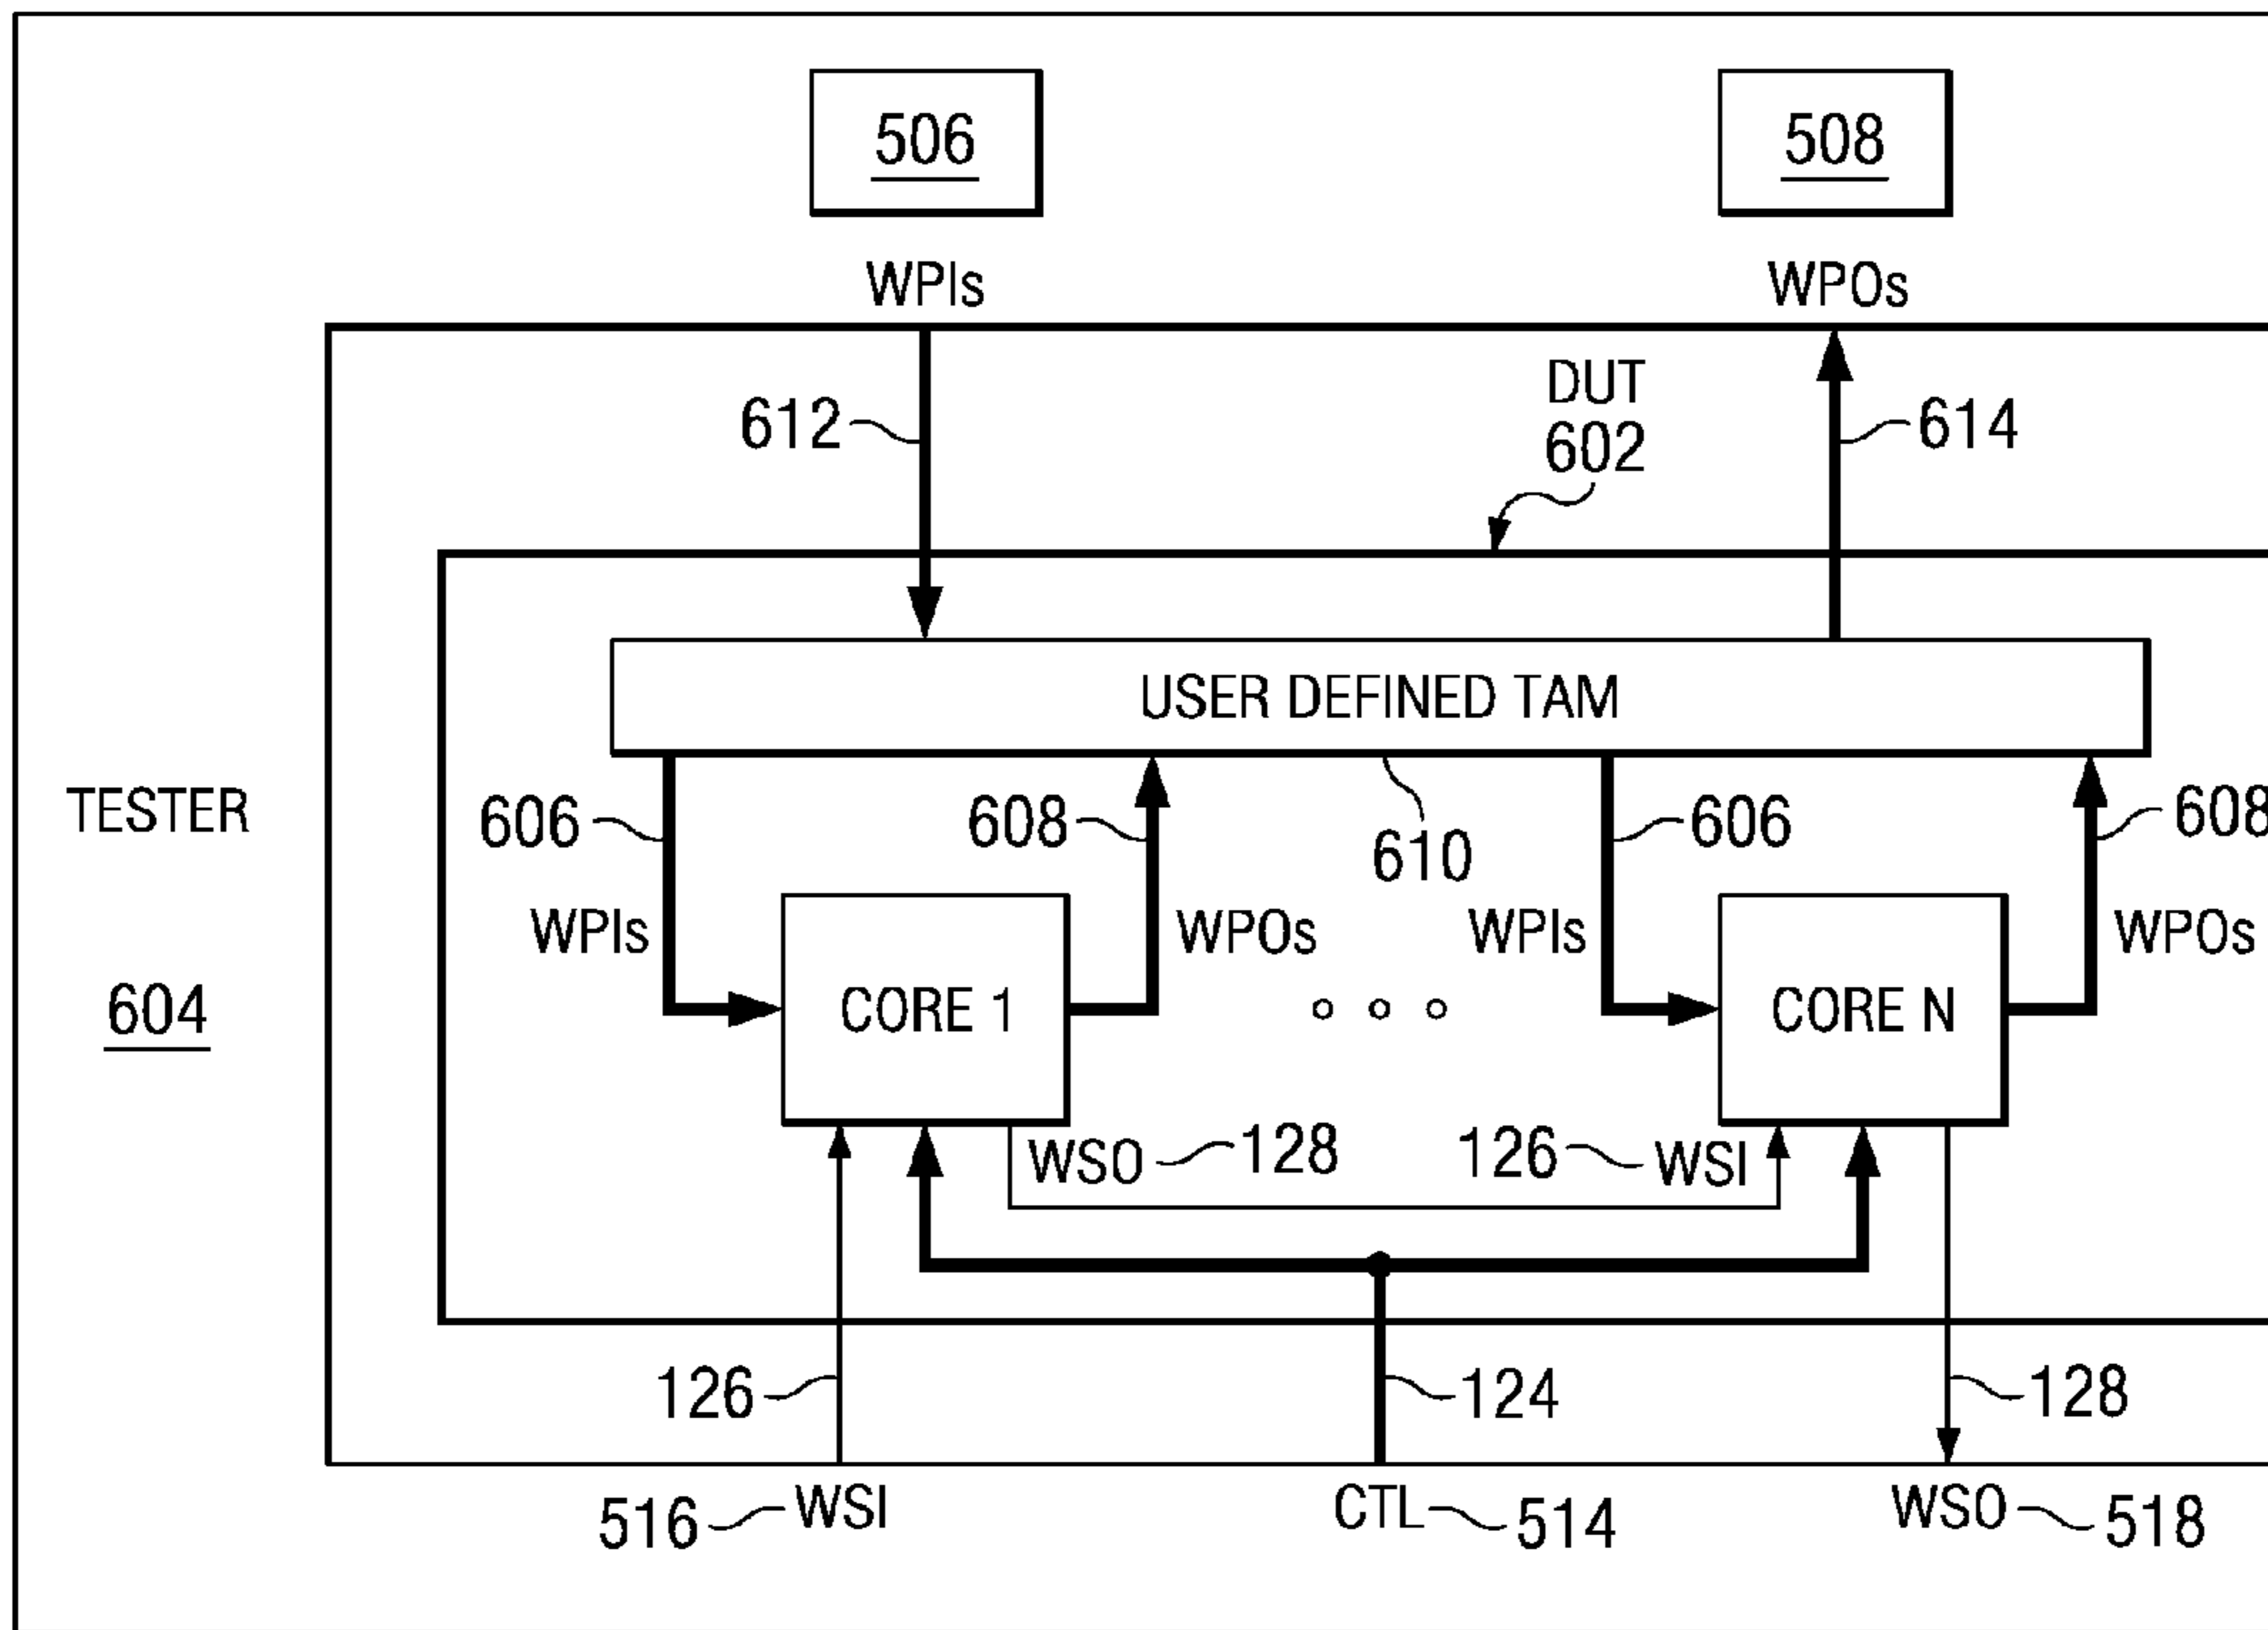 506
508
WPIs
WPOs
DUT
612
602
614
USER DEFINED TAM
TESTER
606
608
610
606
608
WPIs
WPOs
WPIs
WPOs
604
CORE 1
CORE N
WSO
128
126
WSI
126
124
128
516
WSI
CTL
514
WSO
518